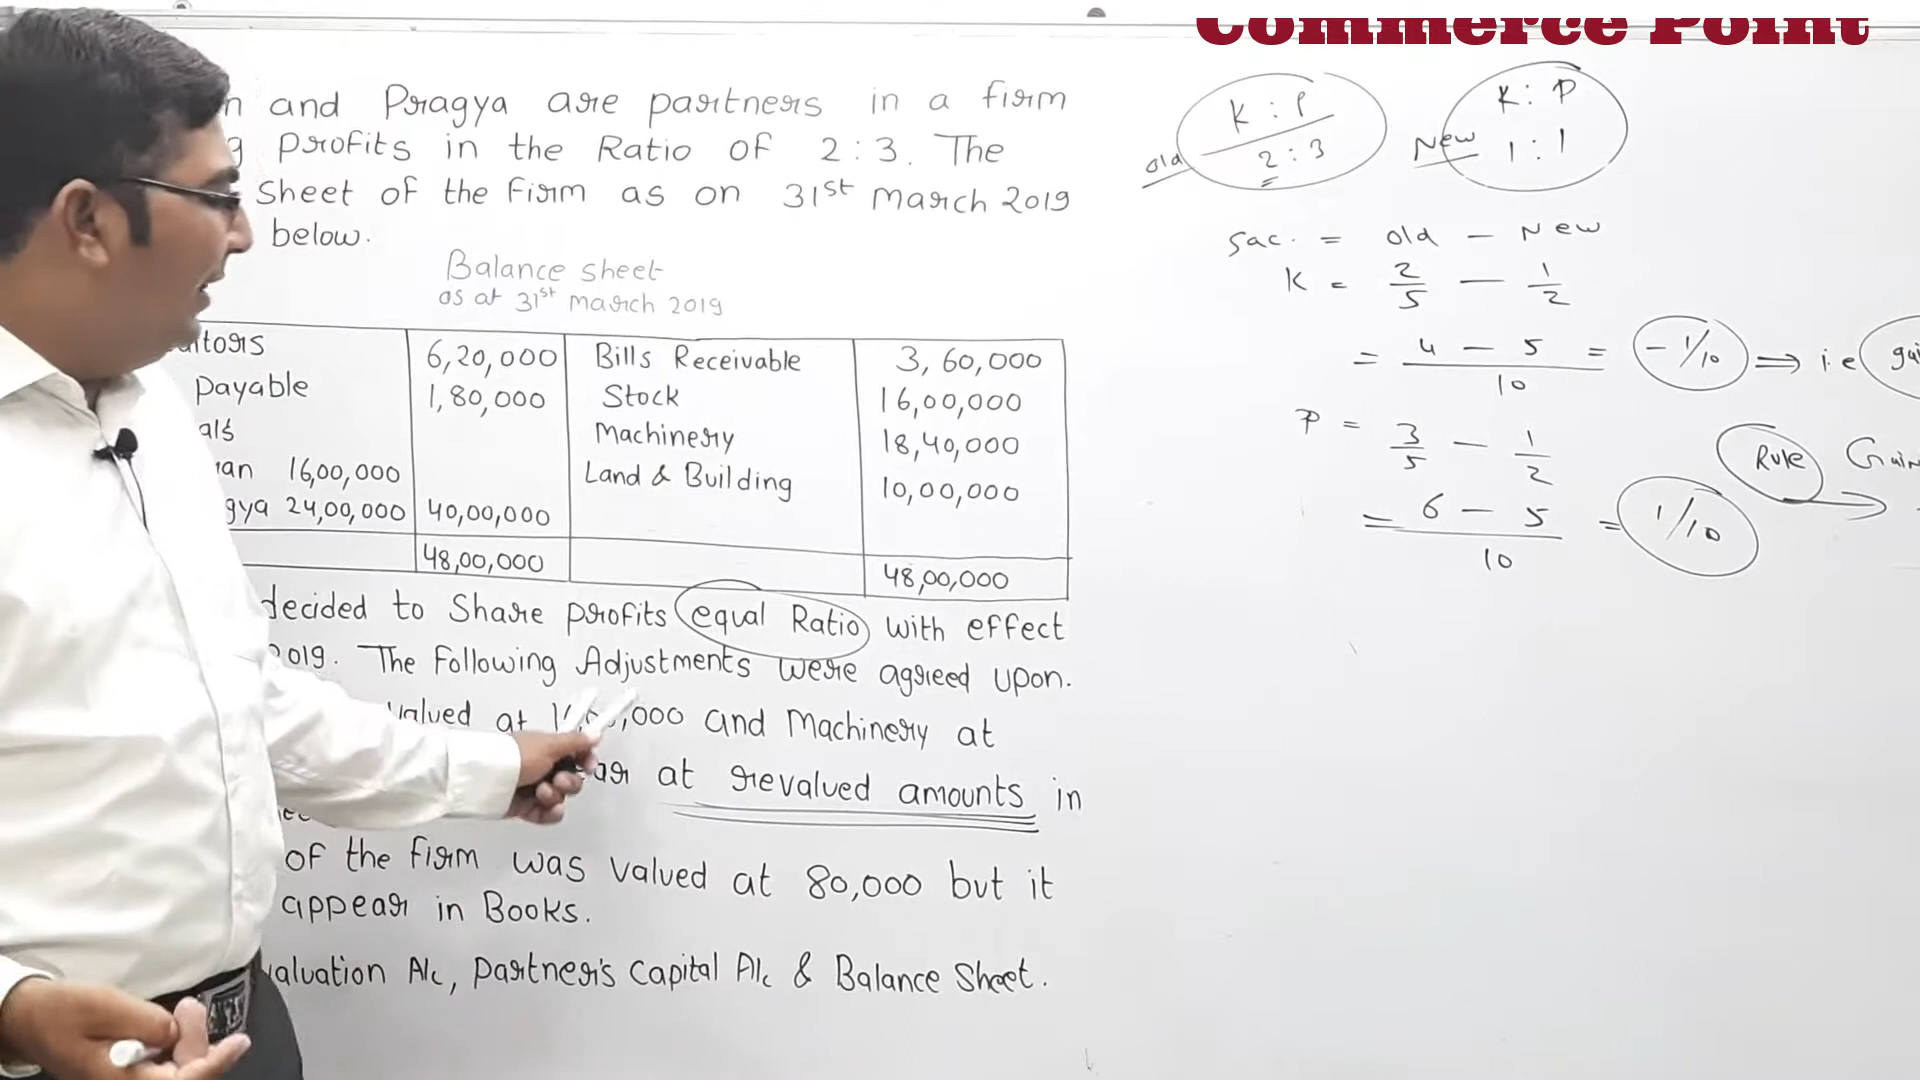 Commerce Point
n and Pragya are partners in a firm
g profits in the Ratio of 2:3. The
Sheet of the Firm as on 31st March 2019
below.
Balance sheet
as at 31st March 2019
itors 6,20,000 Bills Receivable 3,60,000
Payable 1,80,000 Stock 16,00,000
als Machinery 18,40,000
an 16,00,000 Land & Building 10,00,000
gya 24,00,000 40,00,000
48,00,000 48,00,000
decided to Share profits equal Ratio with effect
2019. The Following Adjustments were agreed upon.
valued at ,000 and Machinery at
ar at revalued amounts in
of the firm was valued at 80,000 but it
appear in Books.
aluation A/c, Partner's Capital A/c & Balance Sheet.
old K : P 2 : 3
New K : P 1 : 1
Sac. = Old - New
K = 2/5 - 1/2
= 4 - 5 / 10 = -1/10 ⇒ i.e gai
P = 3/5 - 1/2
= 6 - 5 / 10 = 1/10
Rule Gain